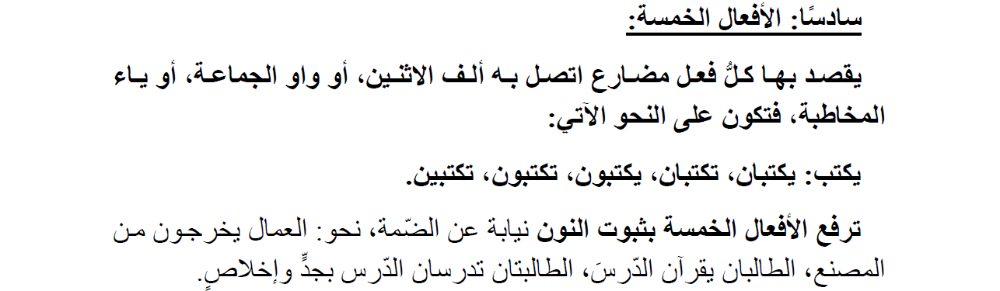 سادسًا: الأفعال الخمسة:
يقصد بها كلُّ فعل مضارع اتصل به ألف الاثنين، أو واو الجماعة، أو ياء
المخاطبة، فتكون على النحو الآتي:
يكتب: يكتبان، تكتبان، يكتبون، تكتبون، تكتبين.
ترفع الأفعال الخمسة بثبوت النون نيابة عن الضّمة، نحو: العمال يخرجون من
المصنع، الطالبان يقرآن الدّرسَ، الطالبتان تدرسان الدّرس بجدٍّ وإخلاصٍ.